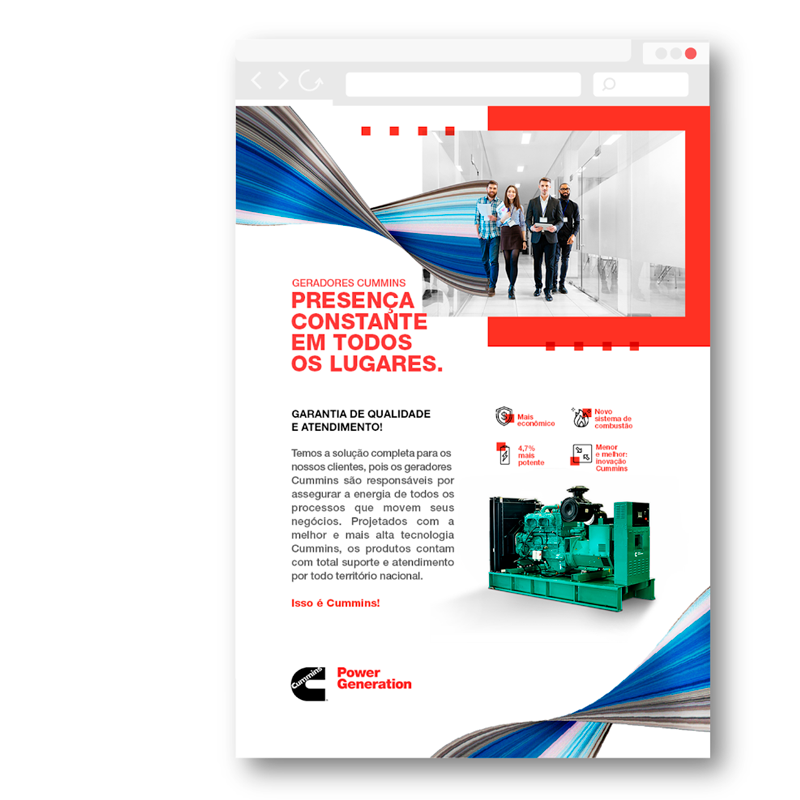 GERADORES CUMMINS
PRESENÇA
CONSTANTE
EM TODOS
OS LUGARES.
GARANTIA DE QUALIDADE
E ATENDIMENTO!
Temos a solução completa para os
nossos clientes, pois os geradores
Cummins são responsáveis por
assegurar a energia de todos os
processos que movem seus
negócios. Projetados com a
melhor e mais alta tecnologia
Cummins, os produtos contam
com total suporte e atendimento
por todo território nacional.
Isso é Cummins!
Mais
econômico
Novo
sistema de
combustão
4,7%
mais
potente
Menor
e melhor:
inovação
Cummins
Cummins
Power
Generation